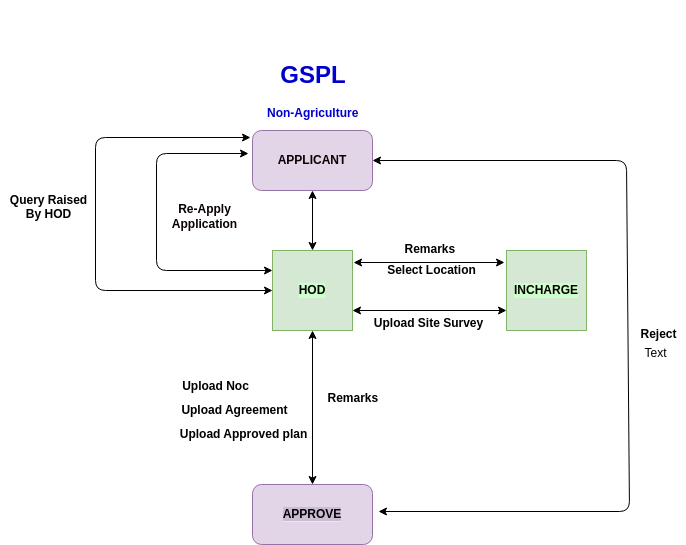 GSPL
Non-Agriculture
APPLICANT
Query Raised
By HOD
Re-Apply
Application
Remarks
Select Location
HOD
INCHARGE
Upload Site Survey
Reject
Text
Upload Noc
Remarks
Upload Agreement
Upload Approved plan
APPROVE